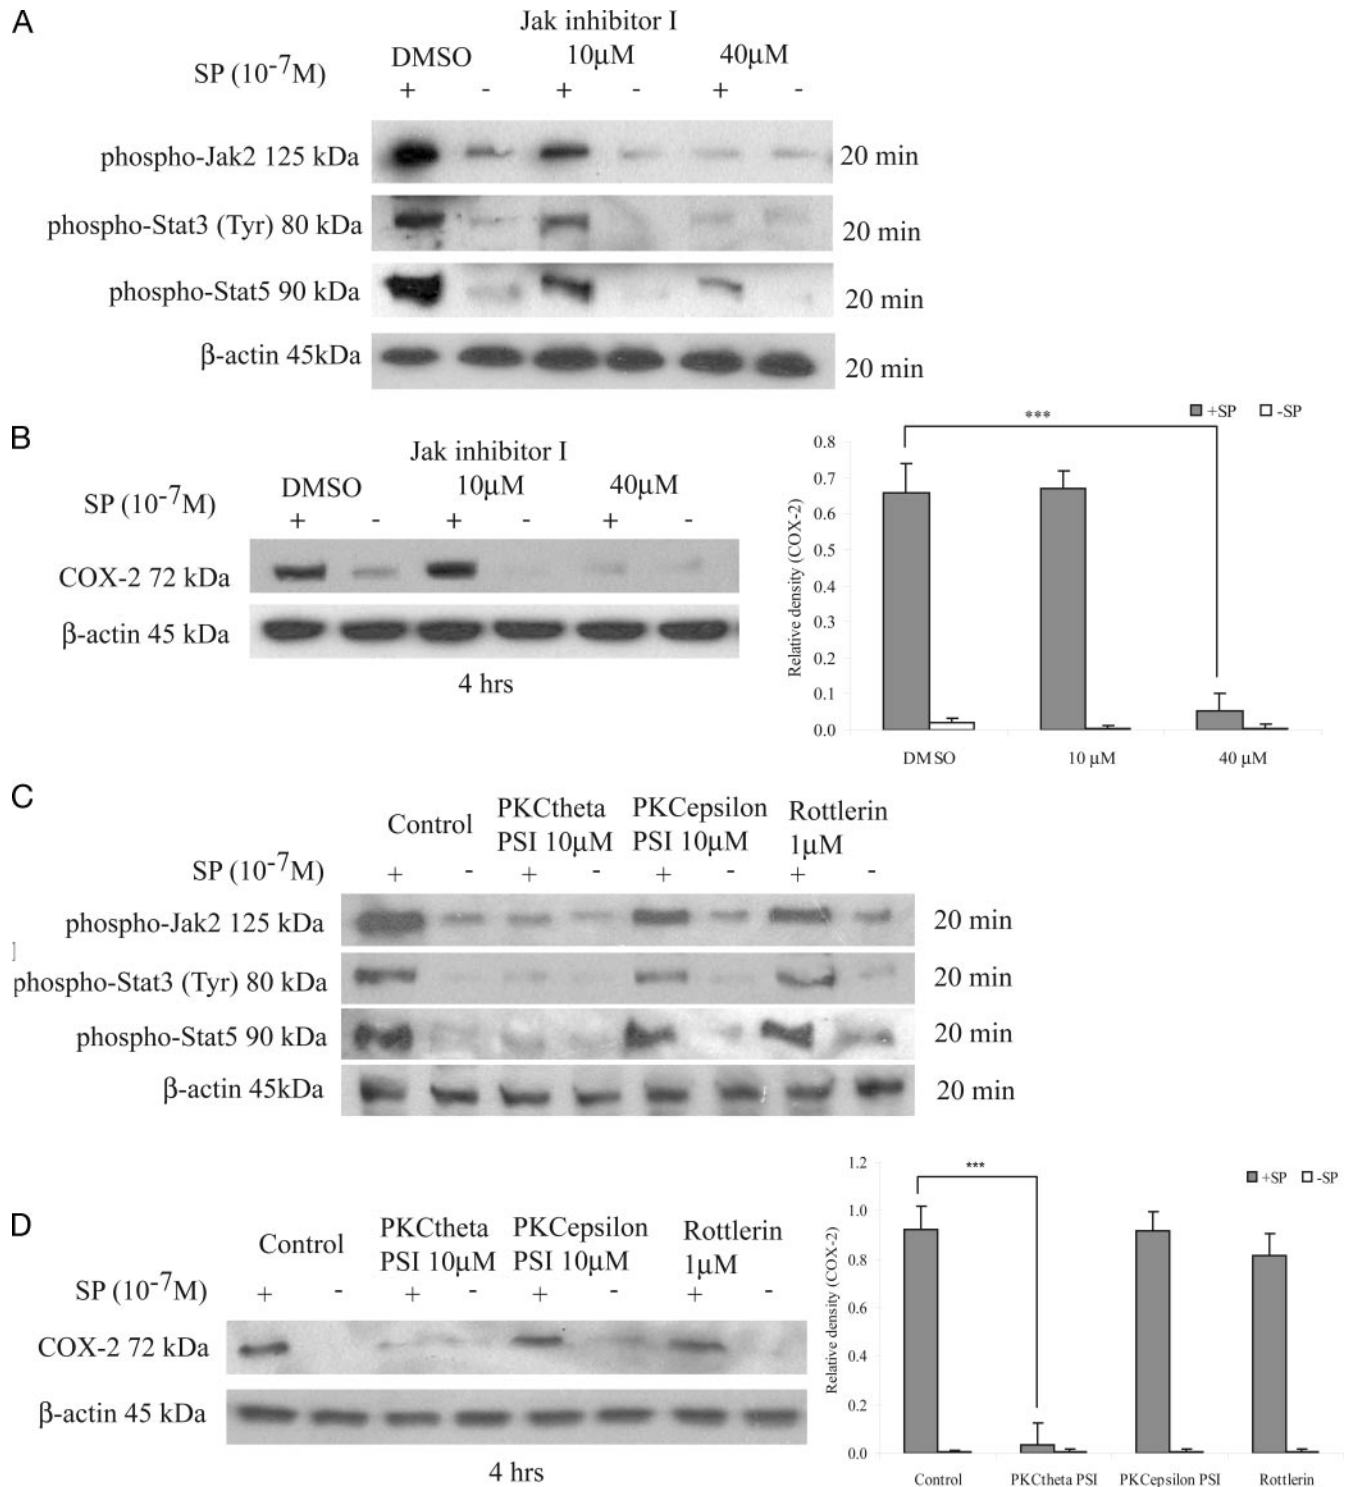 A
Jak inhibitor I
DMSO 10μM 40μM
SP (10-7M)
+ - + - + -
phospho-Jak2 125 kDa 20 min
phospho-Stat3 (Tyr) 80 kDa 20 min
phospho-Stat5 90 kDa 20 min
β-actin 45kDa 20 min
B
Jak inhibitor I
DMSO 10μM 40μM
SP (10-7M)
+ - + - + -
COX-2 72 kDa
β-actin 45 kDa
4 hrs
+SP -SP
***
Relative density (COX-2)
0.8
0.7
0.6
0.5
0.4
0.3
0.2
0.1
0.0
DMSO 10 μM 40 μM
C
Control PKCtheta PSI 10μM PKCepsilon PSI 10μM Rottlerin 1μM
SP (10-7M)
+ - + - + - + -
phospho-Jak2 125 kDa 20 min
phospho-Stat3 (Tyr) 80 kDa 20 min
phospho-Stat5 90 kDa 20 min
β-actin 45kDa 20 min
D
Control PKCtheta PSI 10μM PKCepsilon PSI 10μM Rottlerin 1μM
SP (10-7M)
+ - + - + - + -
COX-2 72 kDa
β-actin 45 kDa
4 hrs
+SP -SP
***
Relative density (COX-2)
1.2
1.0
0.8
0.6
0.4
0.2
0.0
Control PKCtheta PSI PKCepsilon PSI Rottlerin